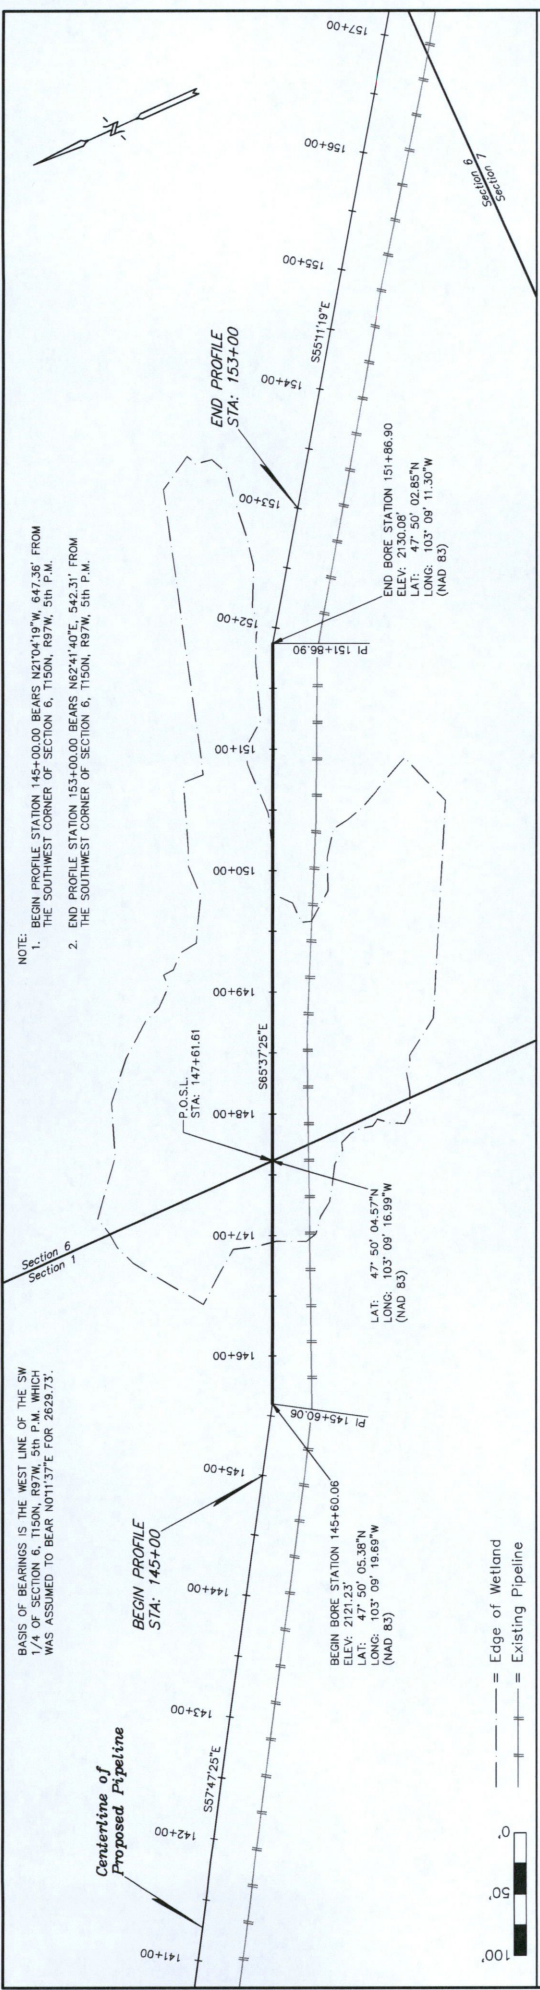 BASIS OF BEARINGS IS THE WEST LINE OF THE SW
1/4 OF SECTION 6, T150N, R97W, 5th P.M. WHICH
WAS ASSUMED TO BEAR N0°11'37"E FOR 2629.73'.
NOTE:
1. BEGIN PROFILE STATION 145+00.00 BEARS N21°04'19"W, 647.36' FROM
THE SOUTHWEST CORNER OF SECTION 6, T150N, R97W, 5th P.M.
2. END PROFILE STATION 153+00.00 BEARS N62°41'40"E, 542.31' FROM
THE SOUTHWEST CORNER OF SECTION 6, T150N, R97W, 5th P.M.
N
Centerline of
Proposed Pipeline
BEGIN PROFILE
STA: 145+00
Section 6
Section 1
P.O.S.L.
STA: 147+61.61
END PROFILE
STA: 153+00
141+00
142+00
143+00
144+00
145+00
146+00
147+00
148+00
149+00
150+00
151+00
152+00
153+00
154+00
155+00
156+00
157+00
S57°47'25"E
S65°37'25"E
S55°11'19"E
PI 145+60.06
PI 151+86.90
BEGIN BORE STATION 145+60.06
ELEV: 2121.23'
LAT: 47° 50' 05.38"N
LONG: 103° 09' 19.69"W
(NAD 83)
LAT: 47° 50' 04.57"N
LONG: 103° 09' 16.99"W
(NAD 83)
END BORE STATION 151+86.90
ELEV: 2130.08'
LAT: 47° 50' 02.85"N
LONG: 103° 09' 11.30"W
(NAD 83)
Section 6
Section 7
100'
50'
0'
= Edge of Wetland
= Existing Pipeline